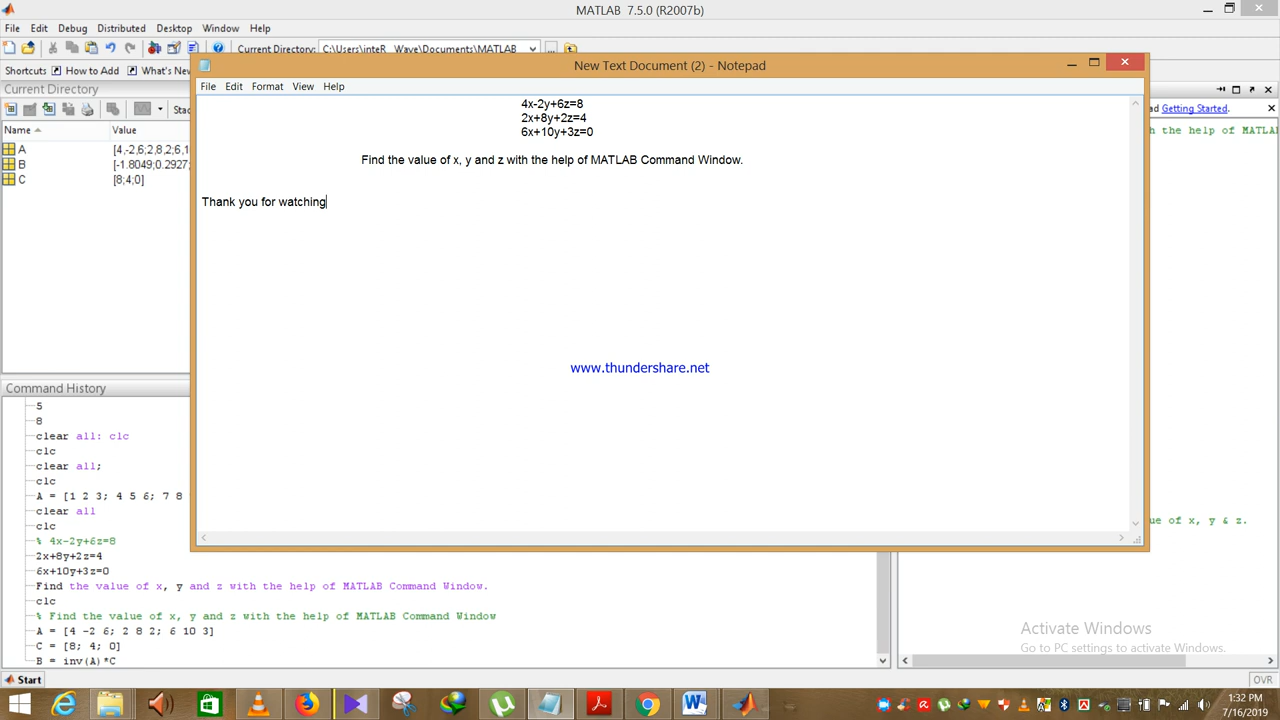 MATLAB 7.5.0 (R2007b)
File Edit Debug Distributed Desktop Window Help
Current Directory: C:\Users\inteR_Wave\Documents\MATLAB
Shortcuts How to Add What's New
Current Directory
Stac
Name Value
A [4,-2,6;2,8,2;6,1
B [-1.8049;0.2927;
C [8;4;0]
New Text Document (2) - Notepad
File Edit Format View Help
4x-2y+6z=8
2x+8y+2z=4
6x+10y+3z=0
Find the value of x, y and z with the help of MATLAB Command Window.
Thank you for watching
www.thundershare.net
ad Getting Started.
h the help of MATLA
ue of x, y & z.
Command History
5
8
clear all: clc
clc
clear all;
clc
A = [1 2 3; 4 5 6; 7 8
clear all
clc
% 4x-2y+6z=8
2x+8y+2z=4
6x+10y+3z=0
Find the value of x, y and z with the help of MATLAB Command Window.
clc
% Find the value of x, y and z with the help of MATLAB Command Window
A = [4 -2 6; 2 8 2; 6 10 3]
C = [8; 4; 0]
B = inv(A)*C
Activate Windows
Go to PC settings to activate Windows.
Start
OVR
1:32 PM
7/16/2019